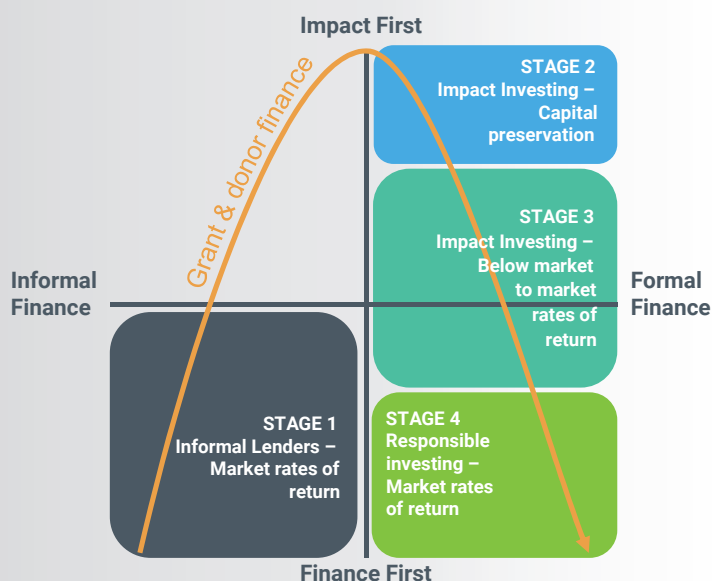 Impact First
Grant & donor finance
STAGE 2
Impact Investing –
Capital
preservation
STAGE 3
Impact Investing –
Below market
to market
rates of
return
Informal
Finance
Formal
Finance
STAGE 1
Informal Lenders –
Market rates of
return
STAGE 4
Responsible
investing –
Market rates
of return
Finance First